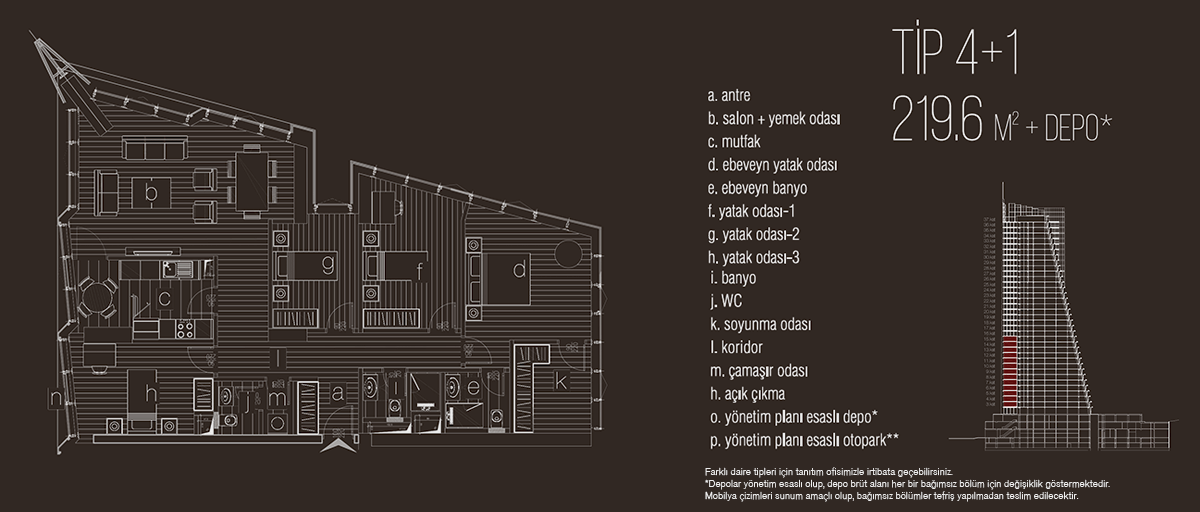 TİP 4+1
219.6 M² + DEPO*
a. antre
b. salon + yemek odası
c. mutfak
d. ebeveyn yatak odası
e. ebeveyn banyo
f. yatak odası-1
g. yatak odası-2
h. yatak odası-3
i. banyo
j. WC
k. soyunma odası
l. koridor
m. çamaşır odası
h. açık çıkma
o. yönetim planı esaslı depo*
p. yönetim planı esaslı otopark**
Farklı daire tipleri için tanıtım ofisimizle irtibata geçebilirsiniz.
*Depolar yönetim esaslı olup, depo brüt alanı her bir bağımsız bölüm için değişiklik göstermektedir.
Mobilya çizimleri sunum amaçlı olup, bağımsız bölümler tefriş yapılmadan teslim edilecektir.
b
g
f
d
c
l
n
h
j
m
a
i
e
k